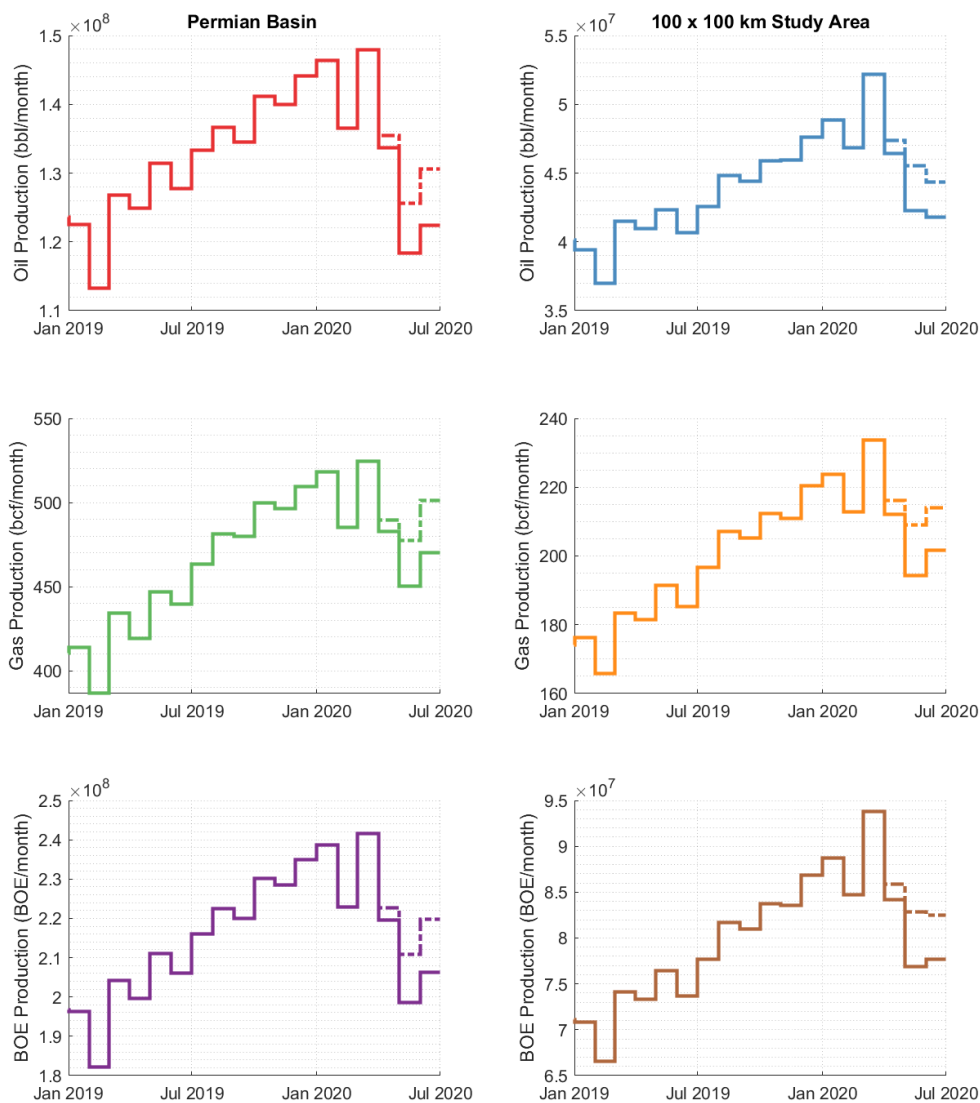 Permian Basin
×10^8
Oil Production (bbl/month)
1.5
1.4
1.3
1.2
1.1
Jan 2019 Jul 2019 Jan 2020 Jul 2020
100 x 100 km Study Area
×10^7
Oil Production (bbl/month)
5.5
5
4.5
4
3.5
Jan 2019 Jul 2019 Jan 2020 Jul 2020
Gas Production (bcf/month)
550
500
450
400
Jan 2019 Jul 2019 Jan 2020 Jul 2020
Gas Production (bcf/month)
240
220
200
180
160
Jan 2019 Jul 2019 Jan 2020 Jul 2020
×10^8
BOE Production (BOE/month)
2.5
2.4
2.3
2.2
2.1
2
1.9
1.8
Jan 2019 Jul 2019 Jan 2020 Jul 2020
×10^7
BOE Production (BOE/month)
9.5
9
8.5
8
7.5
7
6.5
Jan 2019 Jul 2019 Jan 2020 Jul 2020